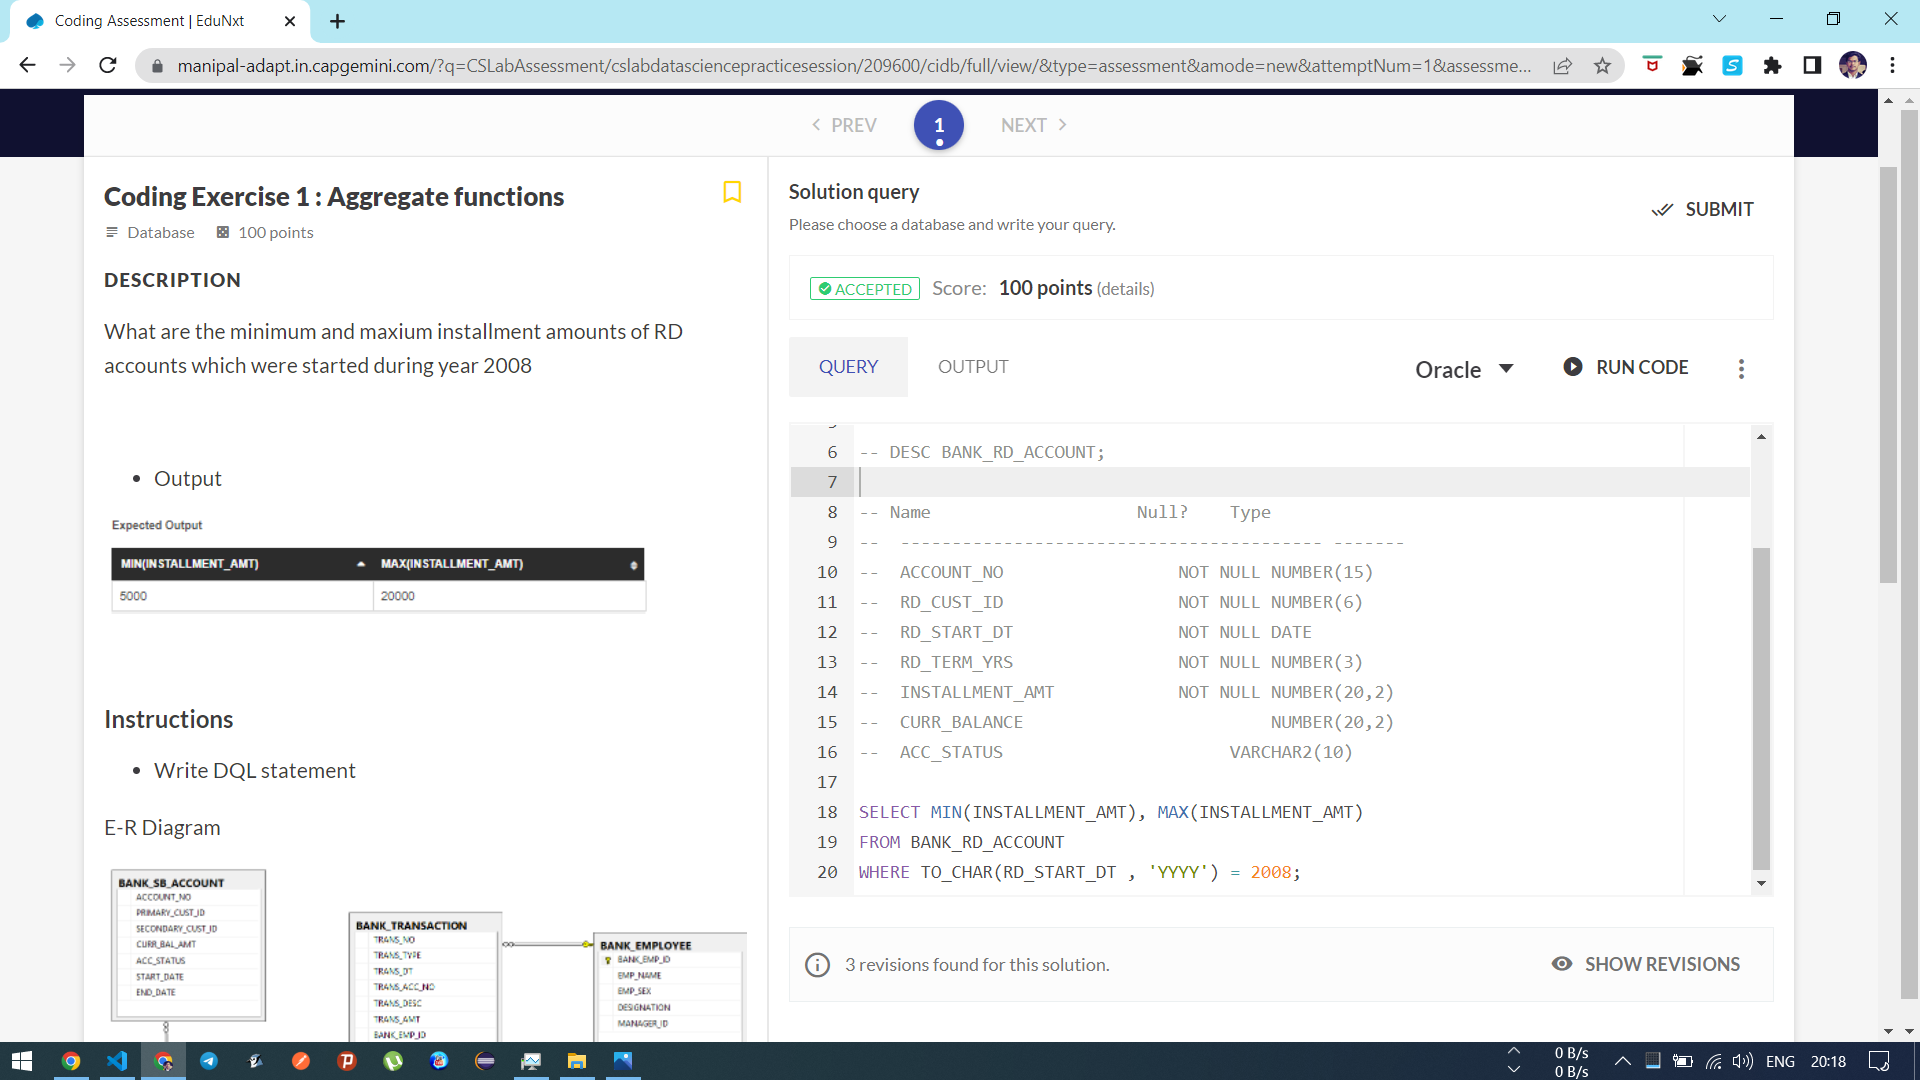 Coding Assessment | EduNxt
manipal-adapt.in.capgemini.com/?q=CSLabAssessment/cslabdatasciencepracticesession/209600/cidb/full/view/&type=assessment&amode=new&attemptNum=1&assessme...
PREV
1
NEXT
Coding Exercise 1 : Aggregate functions
Database
100 points
DESCRIPTION
What are the minimum and maxium installment amounts of RD
accounts which were started during year 2008
• Output
Expected Output
MIN(INSTALLMENT_AMT) MAX(INSTALLMENT_AMT)
5000 20000
Instructions
• Write DQL statement
E-R Diagram
BANK_SB_ACCOUNT
ACCOUNT_NO
PRIMARY_CUST_ID
SECONDARY_CUST_ID
CURR_BAL_AMT
ACC_STATUS
START_DATE
END_DATE
BANK_TRANSACTION
TRANS_NO
TRANS_TYPE
TRANS_DT
TRANS_ACC_NO
TRANS_DESC
TRANS_AMT
BANK_EMP_ID
BANK_EMPLOYEE
BANK_EMP_ID
EMP_NAME
EMP_SEX
DESIGNATION
MANAGER_ID
Solution query
Please choose a database and write your query.
SUBMIT
ACCEPTED Score: 100 points (details)
QUERY
OUTPUT
Oracle
RUN CODE
6 -- DESC BANK_RD_ACCOUNT;
7
8 -- Name Null? Type
9 -- ----------------------------------------- -------
10 -- ACCOUNT_NO NOT NULL NUMBER(15)
11 -- RD_CUST_ID NOT NULL NUMBER(6)
12 -- RD_START_DT NOT NULL DATE
13 -- RD_TERM_YRS NOT NULL NUMBER(3)
14 -- INSTALLMENT_AMT NOT NULL NUMBER(20,2)
15 -- CURR_BALANCE NUMBER(20,2)
16 -- ACC_STATUS VARCHAR2(10)
17
18 SELECT MIN(INSTALLMENT_AMT), MAX(INSTALLMENT_AMT)
19 FROM BANK_RD_ACCOUNT
20 WHERE TO_CHAR(RD_START_DT , 'YYYY') = 2008;
3 revisions found for this solution.
SHOW REVISIONS
0 B/s
0 B/s
ENG
20:18